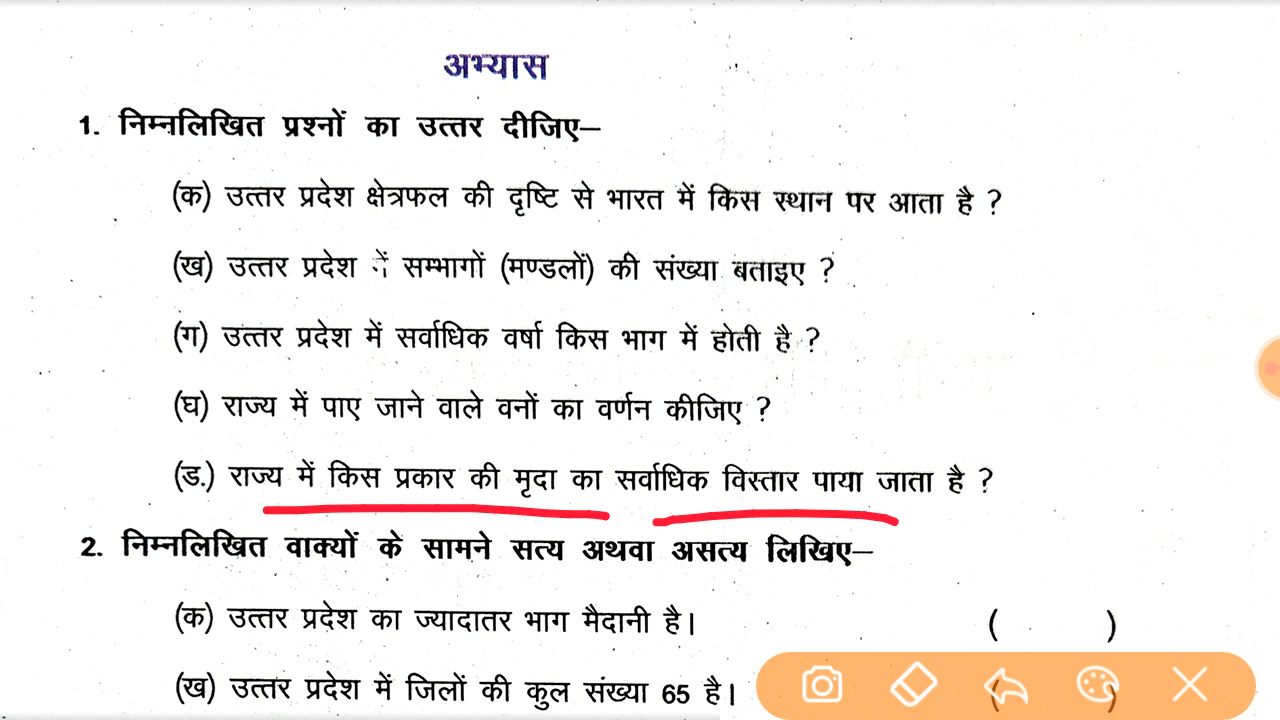 अभ्यास
1. निम्नलिखित प्रश्नों का उत्तर दीजिए–
(क) उत्तर प्रदेश क्षेत्रफल की दृष्टि से भारत में किस स्थान पर आता है ?
(ख) उत्तर प्रदेश में सम्भागों (मण्डलों) की संख्या बताइए ?
(ग) उत्तर प्रदेश में सर्वाधिक वर्षा किस भाग में होती है ?
(घ) राज्य में पाए जाने वाले वनों का वर्णन कीजिए ?
(ड.) राज्य में किस प्रकार की मृदा का सर्वाधिक विस्तार पाया जाता है ?
2. निम्नलिखित वाक्यों के सामने सत्य अथवा असत्य लिखिए–
(क) उत्तर प्रदेश का ज्यादातर भाग मैदानी है। ( )
(ख) उत्तर प्रदेश में जिलों की कुल संख्या 65 है। ( )